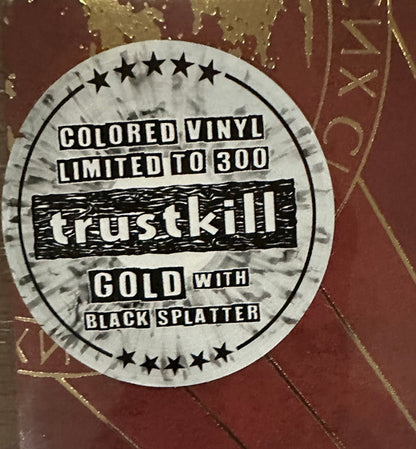 COLORED VINYL
LIMITED TO 300
trustkill
GOLD WITH
BLACK SPLATTER